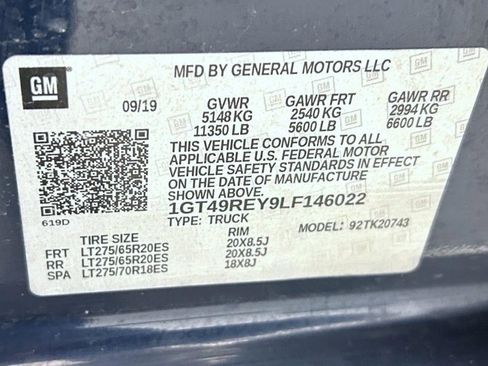 GM
MFD BY GENERAL MOTORS LLC
09/19 GVWR GAWR FRT GAWR RR
5148 KG 2540 KG 2994 KG
11350 LB 5600 LB 6600 LB
THIS VEHICLE CONFORMS TO ALL
APPLICABLE U.S. FEDERAL MOTOR
VEHICLE SAFETY STANDARDS IN EFFECT
ON THE DATE OF MANUFACTURE
SHOWN ABOVE.
1GT49REY9LF146022
619D
TYPE: TRUCK
MODEL: 92TK20743
TIRE SIZE RIM
FRT LT275/65R20ES 20X8.5J
RR LT275/65R20ES 20X8.5J
SPA LT275/70R18ES 18X8J